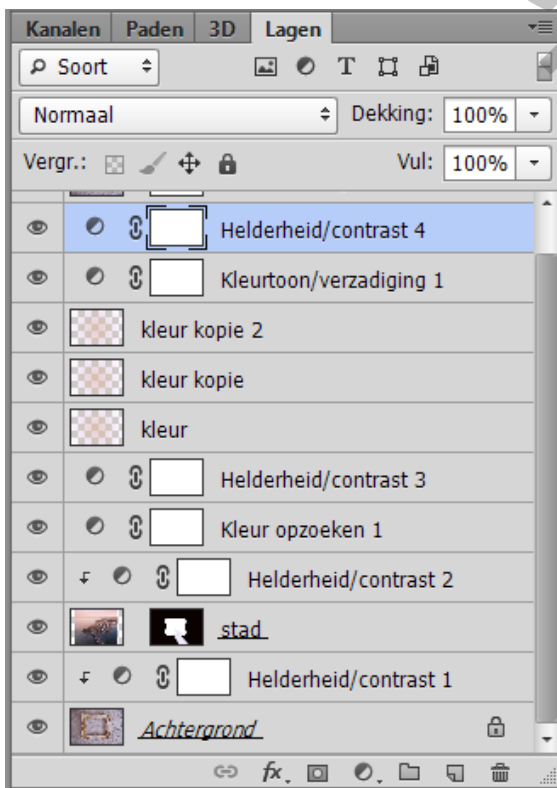 Kanalen Paden 3D Lagen
Soort T
Normaal Dekking: 100%
Vergr.: Vul: 100%
Helderheid/contrast 4
Kleurtoon/verzadiging 1
kleur kopie 2
kleur kopie
kleur
Helderheid/contrast 3
Kleur opzoeken 1
Helderheid/contrast 2
stad
Helderheid/contrast 1
Achtergrond
fx